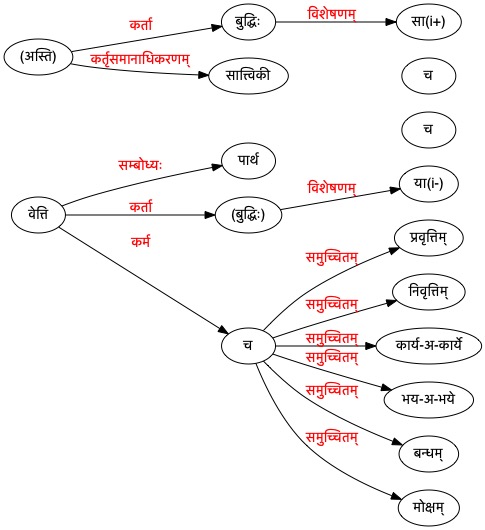 कर्ता
बुद्धिः
विशेषणम्
सा(i+)
(अस्ति)
कर्तृसमानाधिकरणम्
सात्त्विकी
च
च
सम्बोध्यः
पार्थ
विशेषणम्
या(i-)
वेत्ति
कर्ता
(बुद्धिः)
कर्म
समुच्चितम्
प्रवृत्तिम्
समुच्चितम्
निवृत्तिम्
च
समुच्चितम्
कार्य-अ-कार्ये
समुच्चितम्
भय-अ-भये
समुच्चितम्
बन्धम्
समुच्चितम्
मोक्षम्